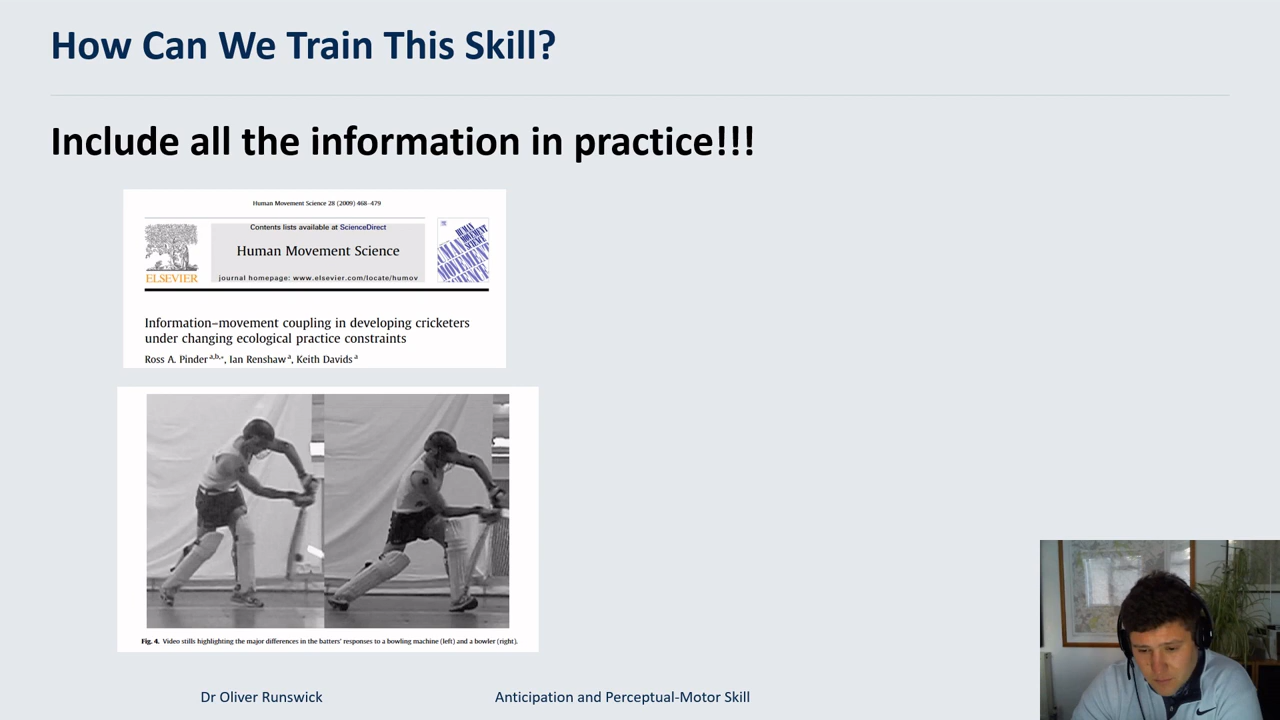 How Can We Train This Skill?
Include all the information in practice!!!
Human Movement Science 28 (2009) 468–479
Contents lists available at ScienceDirect
Human Movement Science
journal homepage: www.elsevier.com/locate/humov
ELSEVIER
HUMAN
MOVEMENT
SCIENCE
Information–movement coupling in developing cricketers
under changing ecological practice constraints
Ross A. Pinder a,b,*, Ian Renshaw a, Keith Davids a
Fig. 4. Video stills highlighting the major differences in the batters' responses to a bowling machine (left) and a bowler (right).
Dr Oliver Runswick
Anticipation and Perceptual-Motor Skill